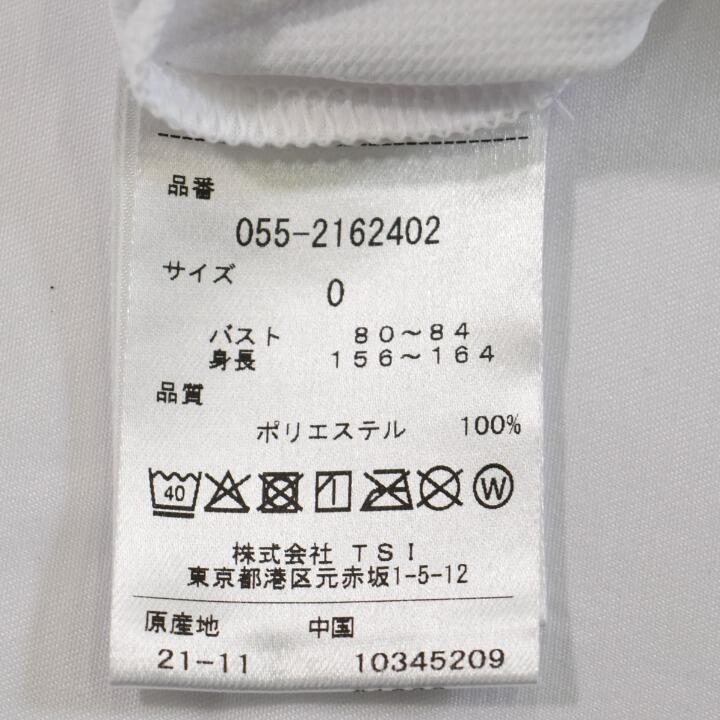 品番
055-2162402
サイズ
0
バスト 80～84
身長 156～164
品質
ポリエステル 100%
40 W
株式会社 TSI
東京都港区元赤坂1-5-12
原産地 中国
21-11 10345209